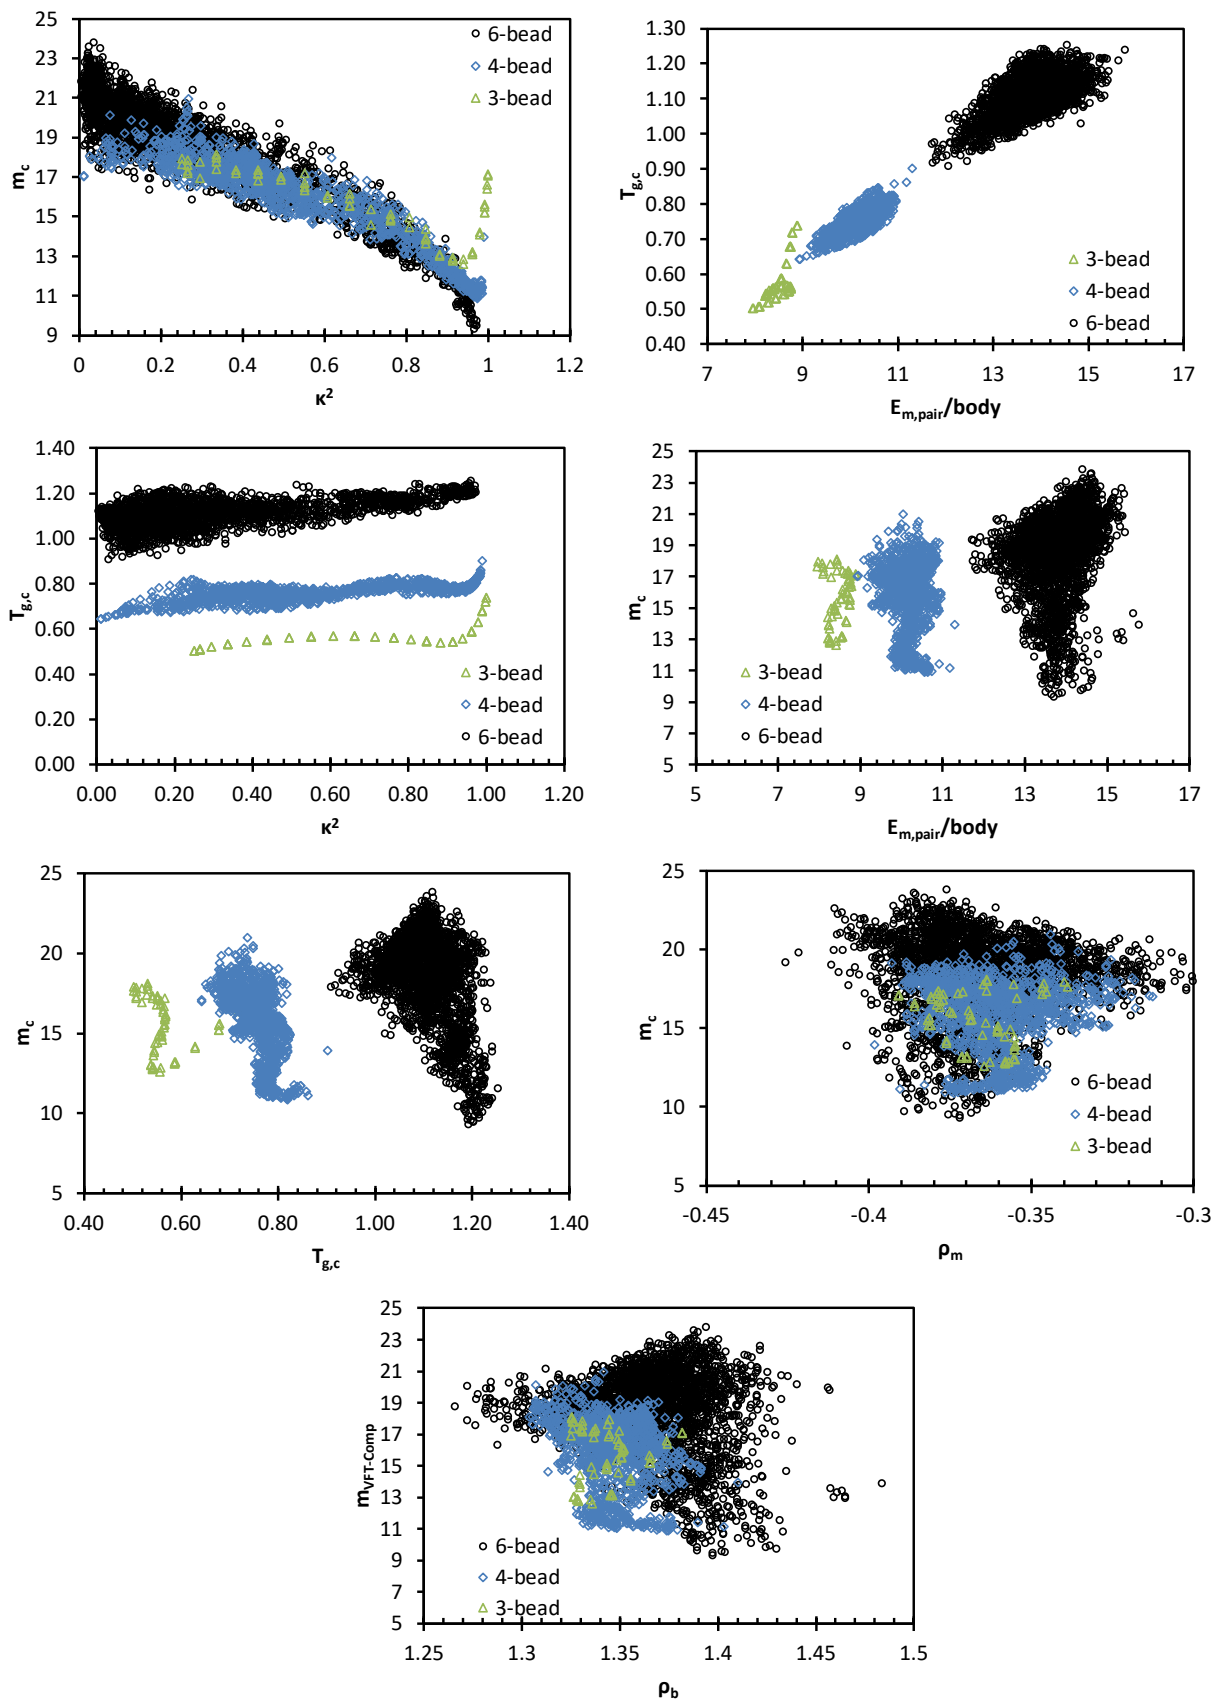 25
23
21
19
17
15
13
11
9
m_c
0 0.2 0.4 0.6 0.8 1 1.2
κ²
6-bead
4-bead
3-bead
1.30
1.20
1.10
1.00
0.90
0.80
0.70
0.60
0.50
0.40
T_g,c
7 9 11 13 15 17
E_m,pair/body
3-bead
4-bead
6-bead
1.40
1.20
1.00
0.80
0.60
0.40
0.20
0.00
T_g,c
0.00 0.20 0.40 0.60 0.80 1.00 1.20
κ²
3-bead
4-bead
6-bead
25
23
21
19
17
15
13
11
9
7
5
m_c
5 7 9 11 13 15 17
E_m,pair/body
3-bead
4-bead
6-bead
25
20
15
10
5
m_c
0.40 0.60 0.80 1.00 1.20 1.40
T_g,c
25
20
15
10
5
m_c
-0.45 -0.4 -0.35 -0.3
ρ_m
6-bead
4-bead
3-bead
25
23
21
19
17
15
13
11
9
7
5
m_VFT-Comp
1.25 1.3 1.35 1.4 1.45 1.5
ρ_b
6-bead
4-bead
3-bead